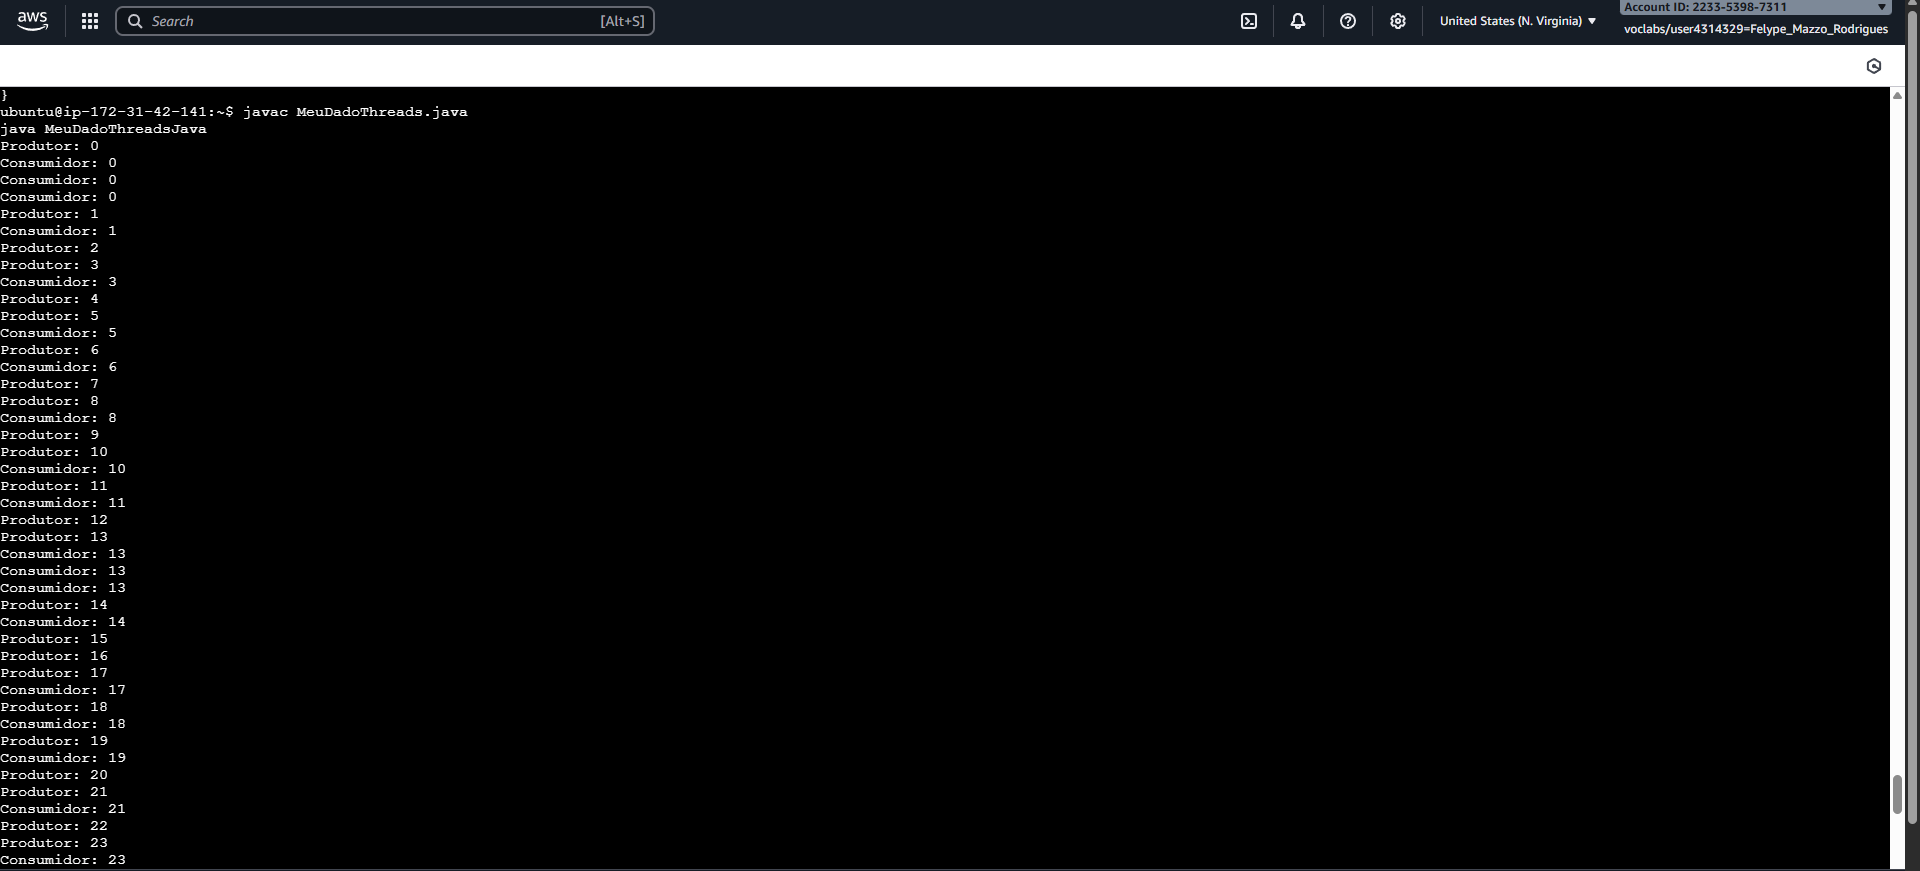 aws
Search [Alt+S]
United States (N. Virginia)
Account ID: 2233-5398-7311
voclabs/user4314329=Felype_Mazzo_Rodrigues
}
ubuntu@ip-172-31-42-141:~$ javac MeuDadoThreads.java
java MeuDadoThreadsJava
Produtor: 0
Consumidor: 0
Consumidor: 0
Consumidor: 0
Produtor: 1
Consumidor: 1
Produtor: 2
Produtor: 3
Consumidor: 3
Produtor: 4
Produtor: 5
Consumidor: 5
Produtor: 6
Consumidor: 6
Produtor: 7
Produtor: 8
Consumidor: 8
Produtor: 9
Produtor: 10
Consumidor: 10
Produtor: 11
Consumidor: 11
Produtor: 12
Produtor: 13
Consumidor: 13
Consumidor: 13
Consumidor: 13
Produtor: 14
Consumidor: 14
Produtor: 15
Produtor: 16
Produtor: 17
Consumidor: 17
Produtor: 18
Consumidor: 18
Produtor: 19
Consumidor: 19
Produtor: 20
Produtor: 21
Consumidor: 21
Produtor: 22
Produtor: 23
Consumidor: 23